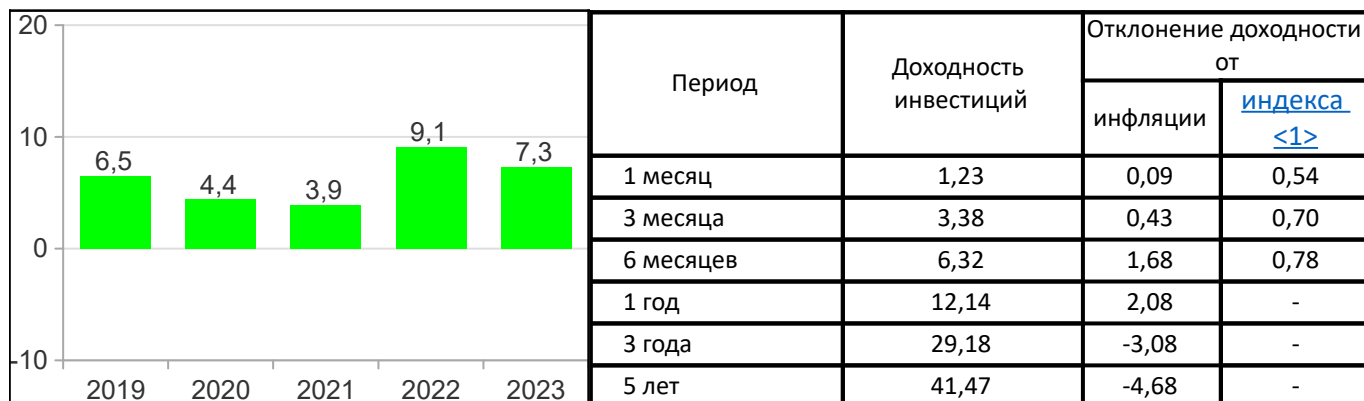 20
10
0
-10
6,5
4,4
3,9
9,1
7,3
2019 2020 2021 2022 2023
Период
Доходность
инвестиций
Отклонение доходности
от
инфляции
индекса
<1>
1 месяц 1,23 0,09 0,54
3 месяца 3,38 0,43 0,70
6 месяцев 6,32 1,68 0,78
1 год 12,14 2,08 -
3 года 29,18 -3,08 -
5 лет 41,47 -4,68 -